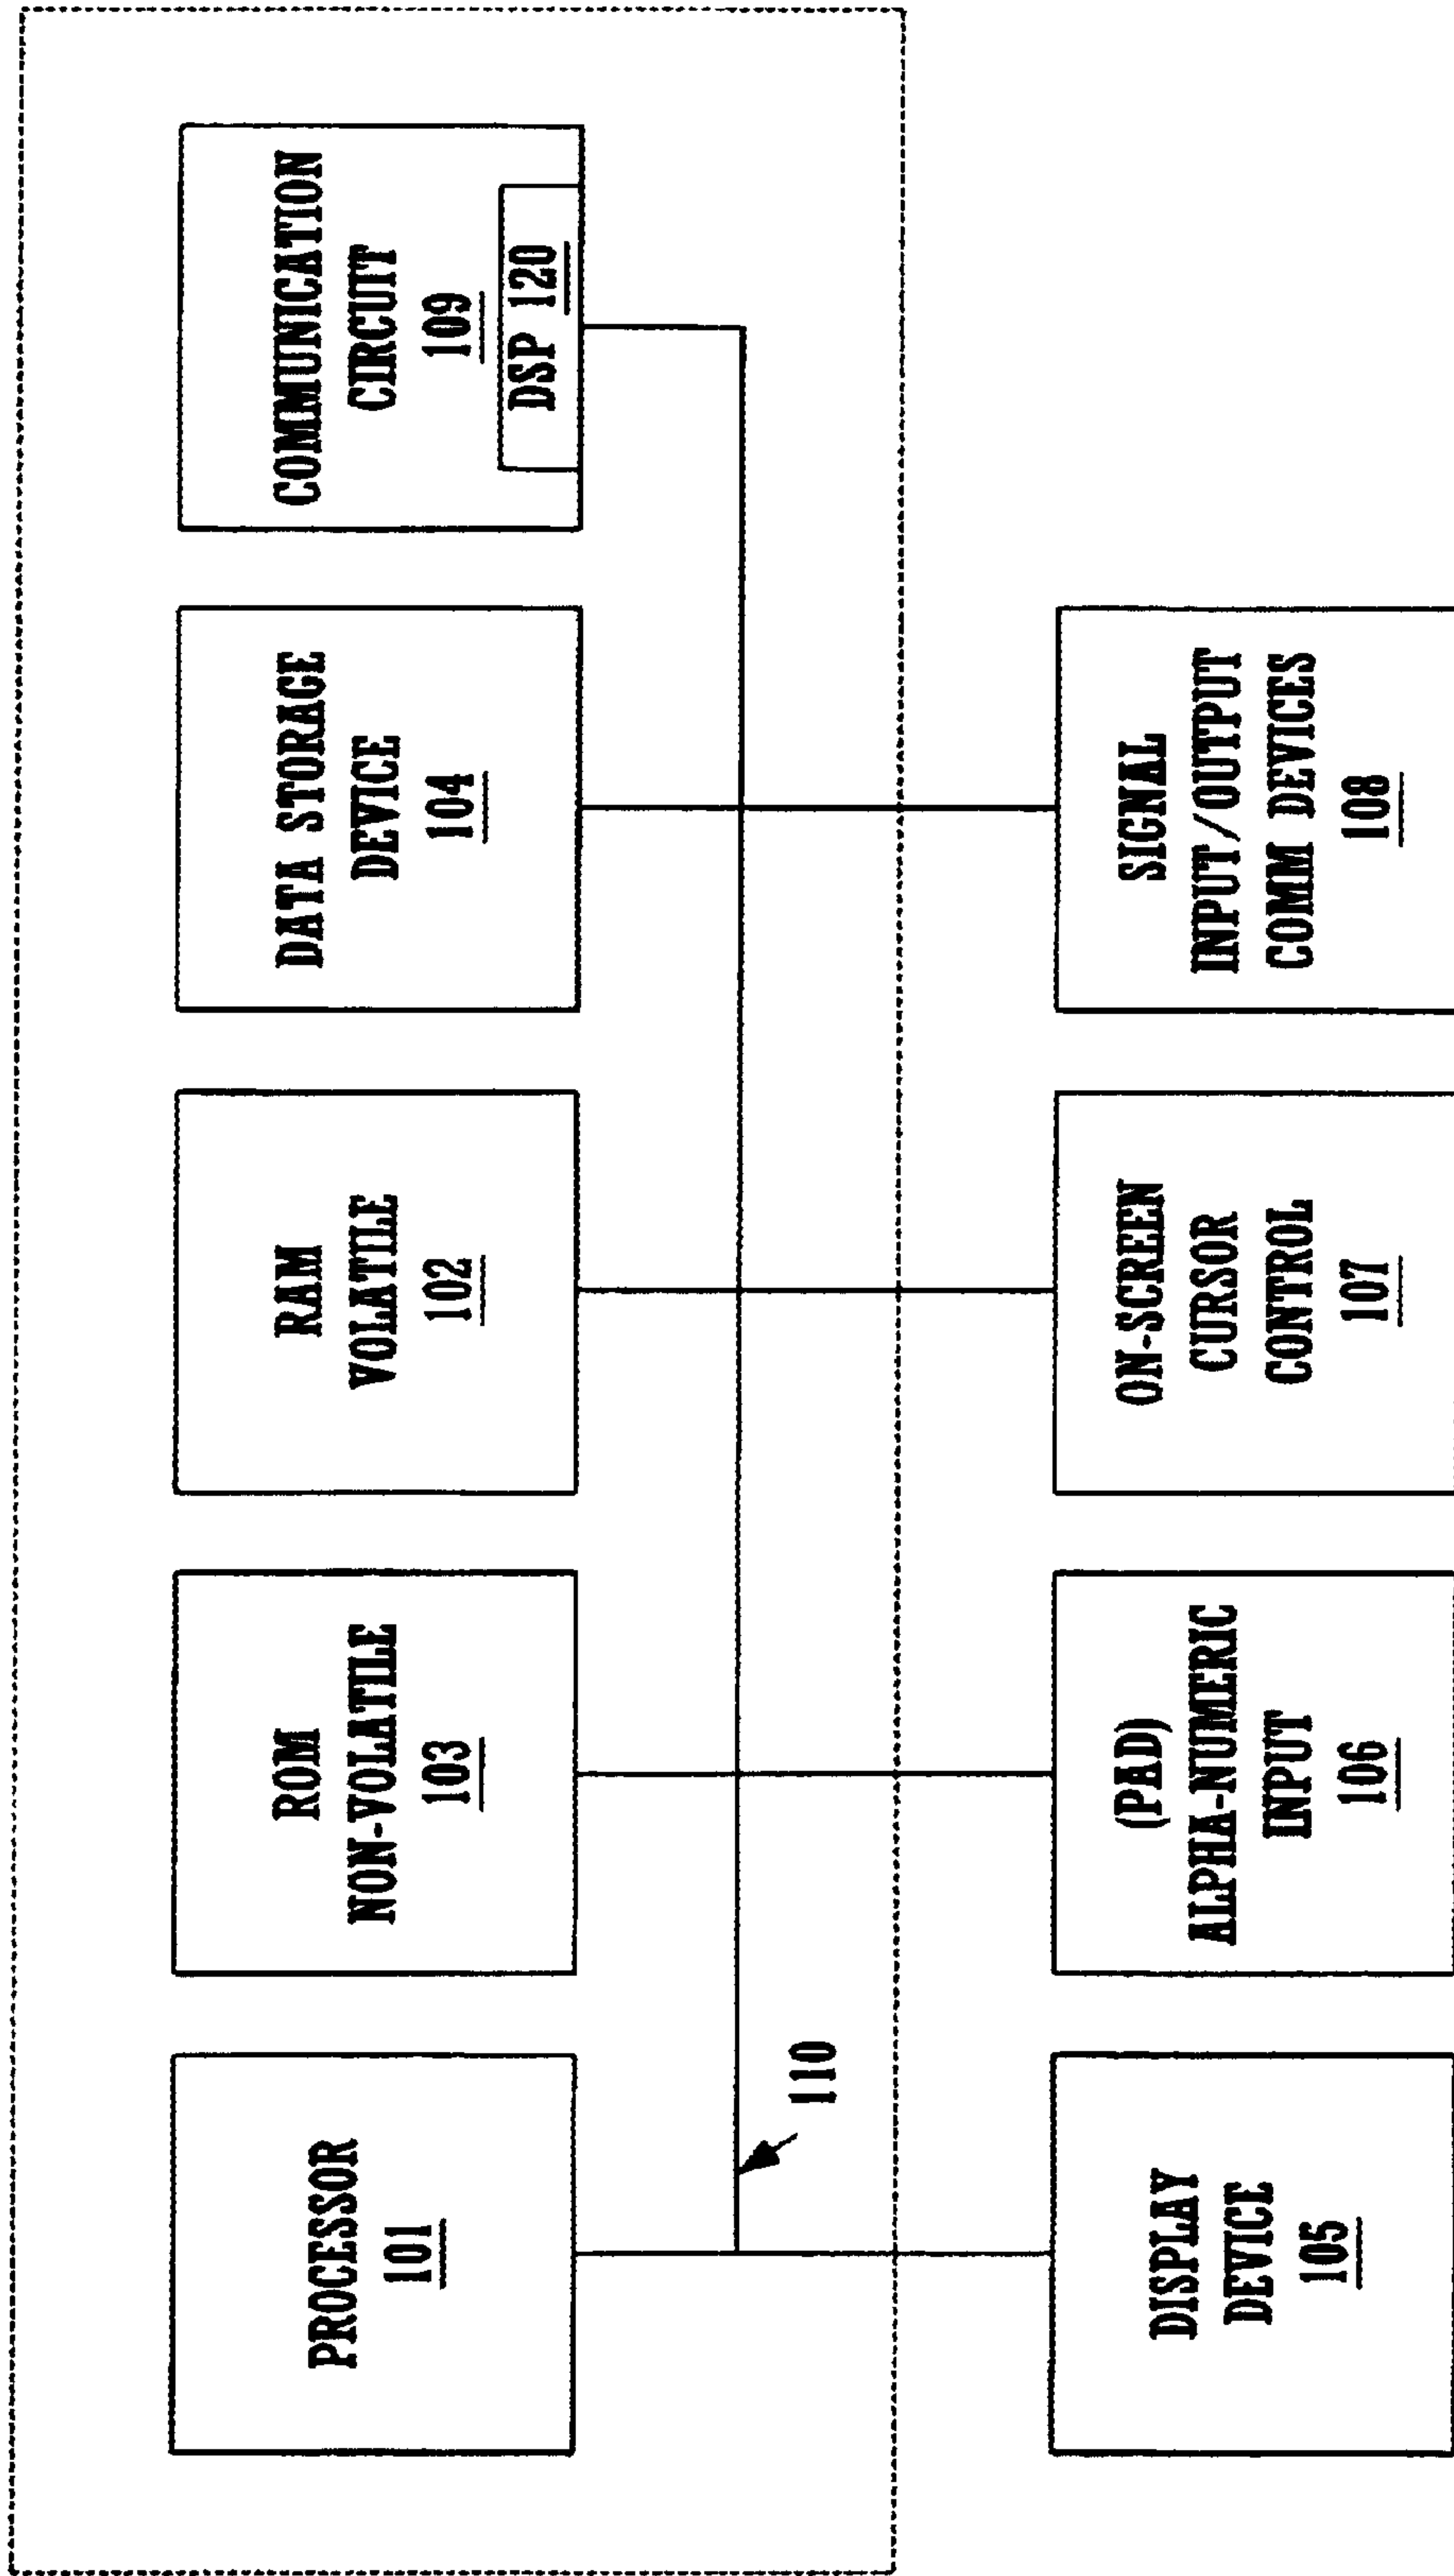 PROCESSOR
101
ROM
NON-VOLATILE
103
RAM
VOLATILE
102
DATA STORAGE
DEVICE
104
COMMUNICATION
CIRCUIT
109
DSP 120
110
DISPLAY
DEVICE
105
(PAD)
ALPHA-NUMERIC
INPUT
106
ON-SCREEN
CURSOR
CONTROL
107
SIGNAL
INPUT/OUTPUT
COMM DEVICES
108